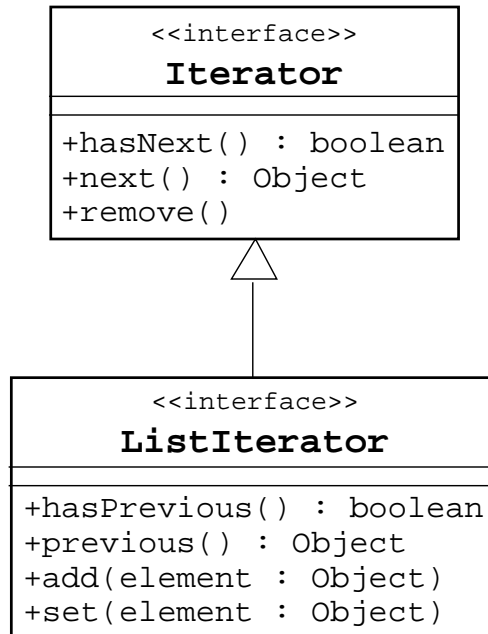 <<interface>>
Iterator
+hasNext() : boolean
+next() : Object
+remove()
<<interface>>
ListIterator
+hasPrevious() : boolean
+previous() : Object
+add(element : Object)
+set(element : Object)